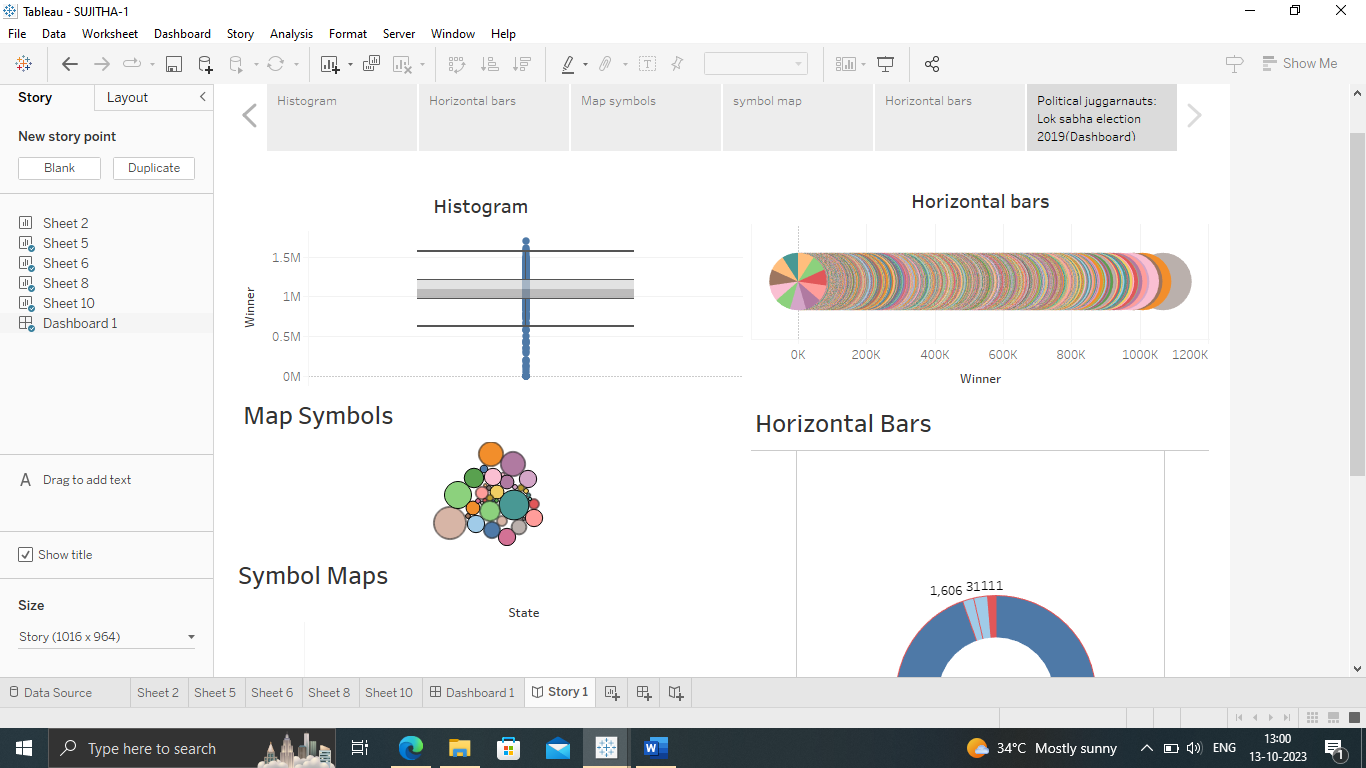 Tableau - SUJITHA-1
File Data Worksheet Dashboard Story Analysis Format Server Window Help
Show Me
Story Layout
New story point
Blank Duplicate
Sheet 2
Sheet 5
Sheet 6
Sheet 8
Sheet 10
Dashboard 1
A Drag to add text
Show title
Size
Story (1016 x 964)
Histogram
Horizontal bars
Map symbols
symbol map
Horizontal bars
Political juggarnauts:
Lok sabha election
2019(Dashboard)
Histogram
Winner
1.5M
1M
0.5M
0M
Horizontal bars
0K 200K 400K 600K 800K 1000K 1200K
Winner
Map Symbols
Horizontal Bars
1,606 31111
Symbol Maps
State
Data Source Sheet 2 Sheet 5 Sheet 6 Sheet 8 Sheet 10 Dashboard 1 Story 1
Type here to search
W
34°C Mostly sunny
ENG
13:00
13-10-2023
1